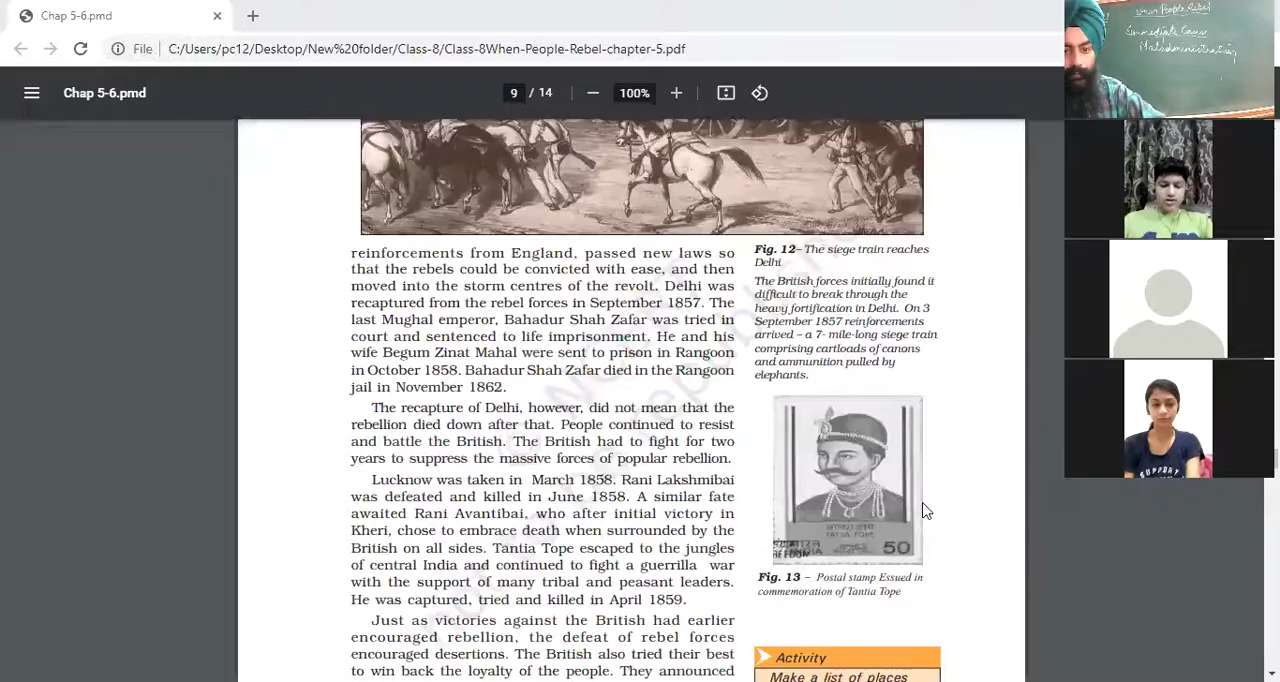 Chap 5-6.pmd
File
C:/Users/pc12/Desktop/New%20folder/Class-8/Class-8When-People-Rebel-chapter-5.pdf
Chap 5-6.pmd
9 / 14
100%
When People Rebel
Immediate Cause
Maladministration
reinforcements from England, passed new laws so
that the rebels could be convicted with ease, and then
moved into the storm centres of the revolt. Delhi was
recaptured from the rebel forces in September 1857. The
last Mughal emperor, Bahadur Shah Zafar was tried in
court and sentenced to life imprisonment. He and his
wife Begum Zinat Mahal were sent to prison in Rangoon
in October 1858. Bahadur Shah Zafar died in the Rangoon
jail in November 1862.
The recapture of Delhi, however, did not mean that the
rebellion died down after that. People continued to resist
and battle the British. The British had to fight for two
years to suppress the massive forces of popular rebellion.
Lucknow was taken in March 1858. Rani Lakshmibai
was defeated and killed in June 1858. A similar fate
awaited Rani Avantibai, who after initial victory in
Kheri, chose to embrace death when surrounded by the
British on all sides. Tantia Tope escaped to the jungles
of central India and continued to fight a guerrilla war
with the support of many tribal and peasant leaders.
He was captured, tried and killed in April 1859.
Just as victories against the British had earlier
encouraged rebellion, the defeat of rebel forces
encouraged desertions. The British also tried their best
to win back the loyalty of the people. They announced
Fig. 12– The siege train reaches
Delhi
The British forces initially found it
difficult to break through the
heavy fortification in Delhi. On 3
September 1857 reinforcements
arrived – a 7- mile-long siege train
comprising cartloads of canons
and ammunition pulled by
elephants.
TATIA TOPE
INDIA
50
Fig. 13 – Postal stamp Essued in
commemoration of Tantia Tope
Activity
Make a list of places
SUPPORT